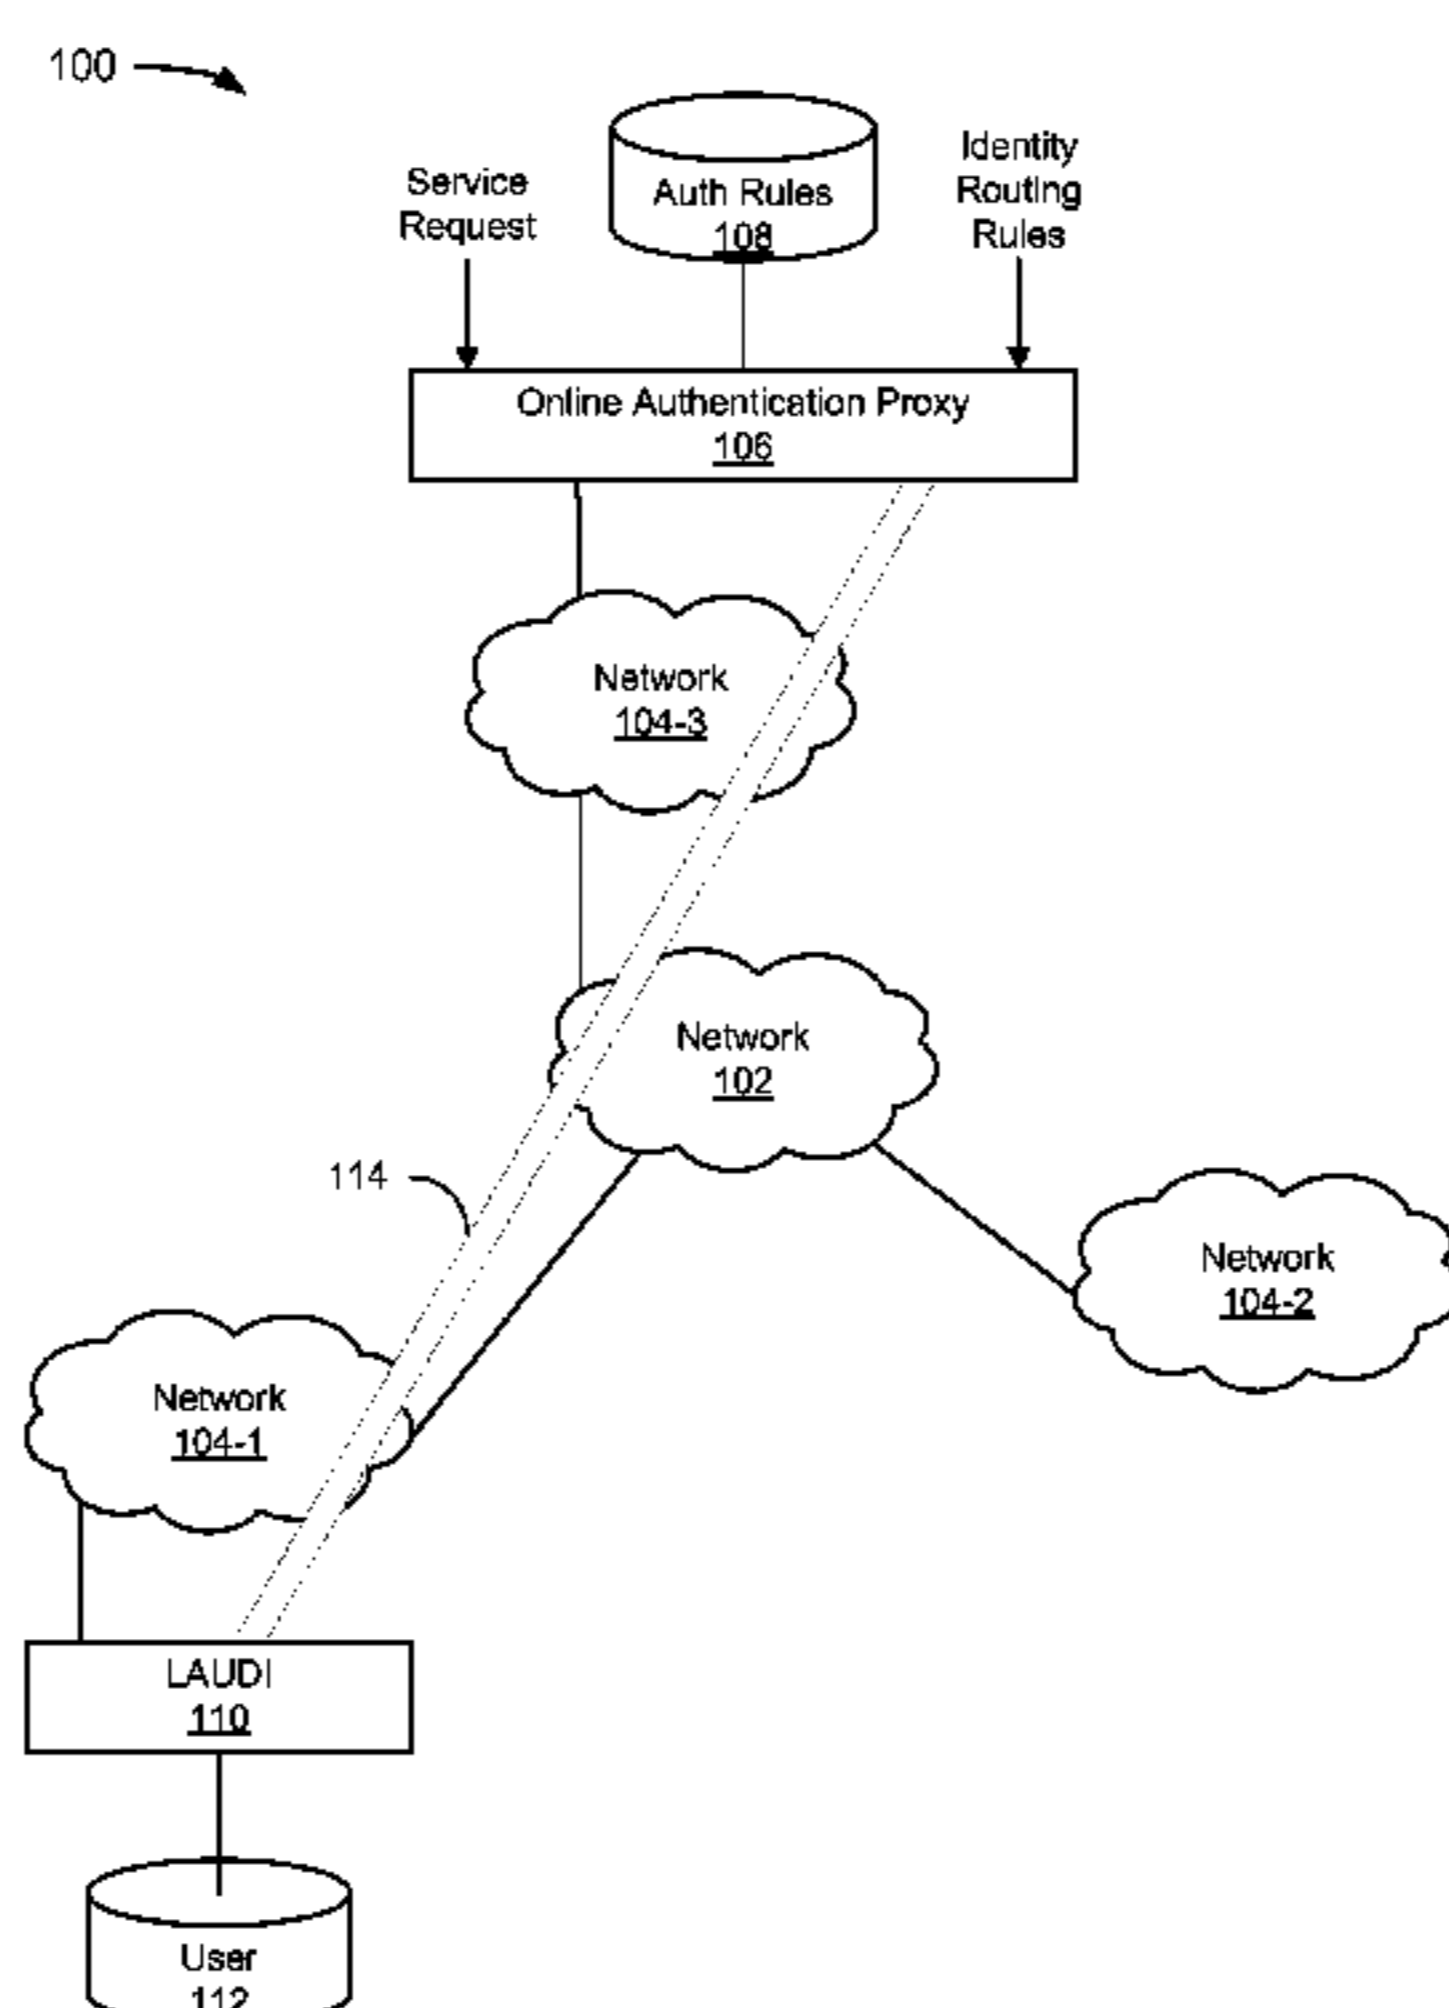 100
Service
Request
Auth Rules
108
Identity
Routing
Rules
Online Authentication Proxy
106
Network
104-3
Network
102
114
Network
104-2
Network
104-1
LAUDI
110
User
112